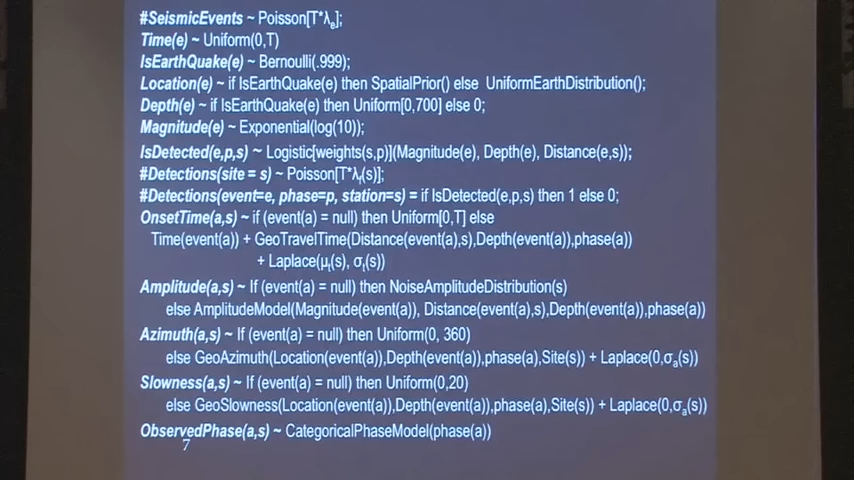 #SeismicEvents ~ Poisson[T*λe];
Time(e) ~ Uniform(0,T)
IsEarthQuake(e) ~ Bernoulli(.999);
Location(e) ~ if IsEarthQuake(e) then SpatialPrior() else UniformEarthDistribution();
Depth(e) ~ if IsEarthQuake(e) then Uniform[0,700] else 0;
Magnitude(e) ~ Exponential(log(10));
IsDetected(e,p,s) ~ Logistic[weights(s,p)](Magnitude(e), Depth(e), Distance(e,s));
#Detections(site = s) ~ Poisson[T*λf(s)];
#Detections(event=e, phase=p, station=s) = if IsDetected(e,p,s) then 1 else 0;
OnsetTime(a,s) ~ if (event(a) = null) then Uniform[0,T] else
Time(event(a)) + GeoTravelTime(Distance(event(a),s),Depth(event(a)),phase(a))
+ Laplace(μt(s), σt(s))
Amplitude(a,s) ~ If (event(a) = null) then NoiseAmplitudeDistribution(s)
else AmplitudeModel(Magnitude(event(a)), Distance(event(a),s),Depth(event(a)),phase(a))
Azimuth(a,s) ~ If (event(a) = null) then Uniform(0, 360)
else GeoAzimuth(Location(event(a)),Depth(event(a)),phase(a),Site(s)) + Laplace(0,σa(s))
Slowness(a,s) ~ If (event(a) = null) then Uniform(0,20)
else GeoSlowness(Location(event(a)),Depth(event(a)),phase(a),Site(s)) + Laplace(0,σa(s))
ObservedPhase(a,s) ~ CategoricalPhaseModel(phase(a))
7